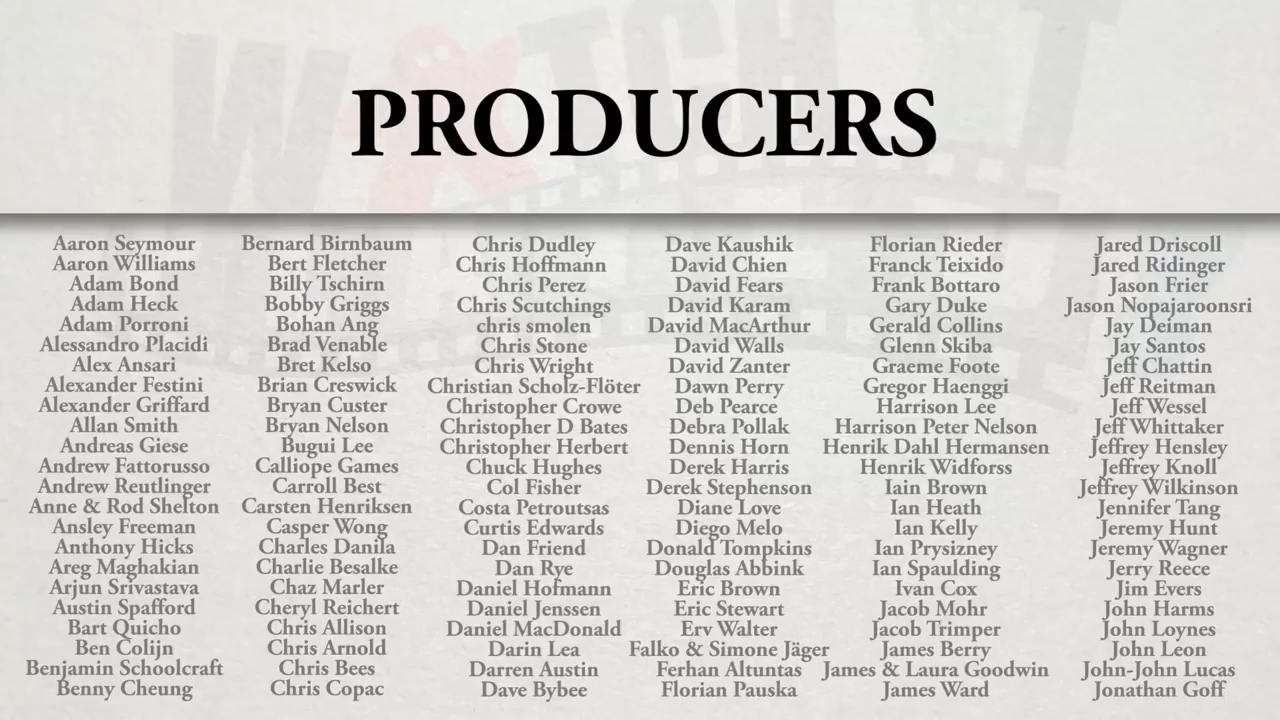 WATCH IT
PRODUCERS
Aaron Seymour
Aaron Williams
Adam Bond
Adam Heck
Adam Porroni
Alessandro Placidi
Alex Ansari
Alexander Festini
Alexander Griffard
Allan Smith
Andreas Giese
Andrew Fattorusso
Andrew Reutlinger
Anne & Rod Shelton
Ansley Freeman
Anthony Hicks
Areg Maghakian
Arjun Srivastava
Austin Spafford
Bart Quicho
Ben Colijn
Benjamin Schoolcraft
Benny Cheung
Bernard Birnbaum
Bert Fletcher
Billy Tschirn
Bobby Griggs
Bohan Ang
Brad Venable
Bret Kelso
Brian Creswick
Bryan Custer
Bryan Nelson
Bugui Lee
Calliope Games
Carroll Best
Carsten Henriksen
Casper Wong
Charles Danila
Charlie Besalke
Chaz Marler
Cheryl Reichert
Chris Allison
Chris Arnold
Chris Bees
Chris Copac
Chris Dudley
Chris Hoffmann
Chris Perez
Chris Scutchings
chris smolen
Chris Stone
Chris Wright
Christian Scholz-Flöter
Christopher Crowe
Christopher D Bates
Christopher Herbert
Chuck Hughes
Col Fisher
Costa Petroutsas
Curtis Edwards
Dan Friend
Dan Rye
Daniel Hofmann
Daniel Jenssen
Daniel MacDonald
Darin Lea
Darren Austin
Dave Bybee
Dave Kaushik
David Chien
David Fears
David Karam
David MacArthur
David Walls
David Zanter
Dawn Perry
Deb Pearce
Debra Pollak
Dennis Horn
Derek Harris
Derek Stephenson
Diane Love
Diego Melo
Donald Tompkins
Douglas Abbink
Eric Brown
Eric Stewart
Erv Walter
Falko & Simone Jäger
Ferhan Altuntas
Florian Pauska
Florian Rieder
Franck Teixido
Frank Bottaro
Gary Duke
Gerald Collins
Glenn Skiba
Graeme Foote
Gregor Haenggi
Harrison Lee
Harrison Peter Nelson
Henrik Dahl Hermansen
Henrik Widforss
Iain Brown
Ian Heath
Ian Kelly
Ian Prysizney
Ian Spaulding
Ivan Cox
Jacob Mohr
Jacob Trimper
James Berry
James & Laura Goodwin
James Ward
Jared Driscoll
Jared Ridinger
Jason Frier
Jason Nopajaroonsri
Jay Deiman
Jay Santos
Jeff Chattin
Jeff Reitman
Jeff Wessel
Jeff Whittaker
Jeffrey Hensley
Jeffrey Knoll
Jeffrey Wilkinson
Jennifer Tang
Jeremy Hunt
Jeremy Wagner
Jerry Reece
Jim Evers
John Harms
John Loynes
John Leon
John-John Lucas
Jonathan Goff